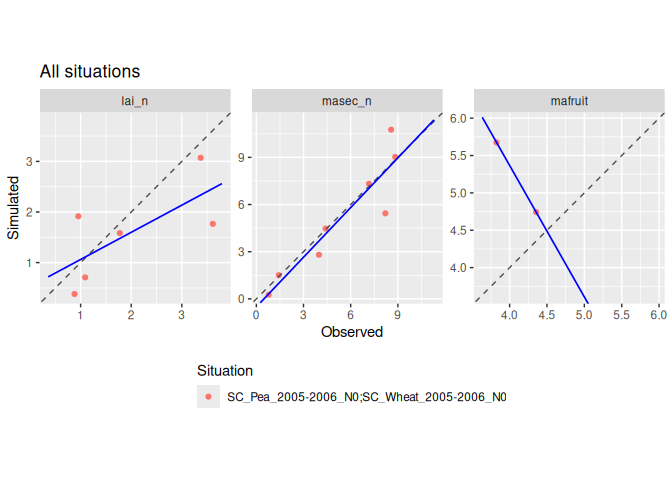 All situations
lai_n masec_n mafruit
Simulated
3
2
1
9
6
3
0
6.0
5.5
5.0
4.5
4.0
1 2 3
0 3 6 9
4.0 4.5 5.0 5.5 6.0
Observed
Situation
SC_Pea_2005-2006_N0;SC_Wheat_2005-2006_N0